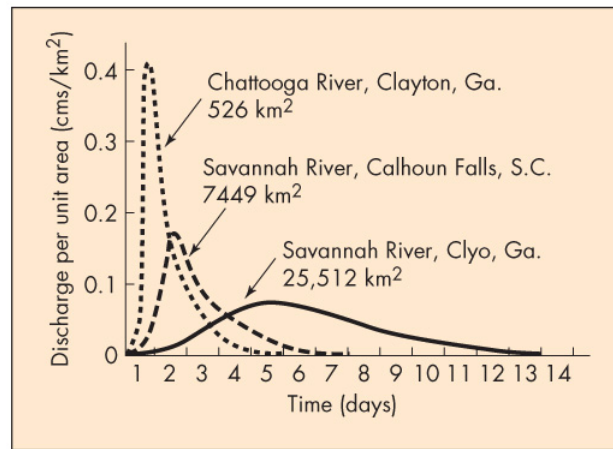 Discharge per unit area (cms/km²)
0.4
0.3
0.2
0.1
0
Chattooga River, Clayton, Ga.
526 km²
Savannah River, Calhoun Falls, S.C.
7449 km²
Savannah River, Clyo, Ga.
25,512 km²
1 2 3 4 5 6 7 8 9 10 11 12 13 14
Time (days)